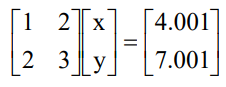 [1 2] [x] = [4.001]
[2 3] [y]   [7.001]